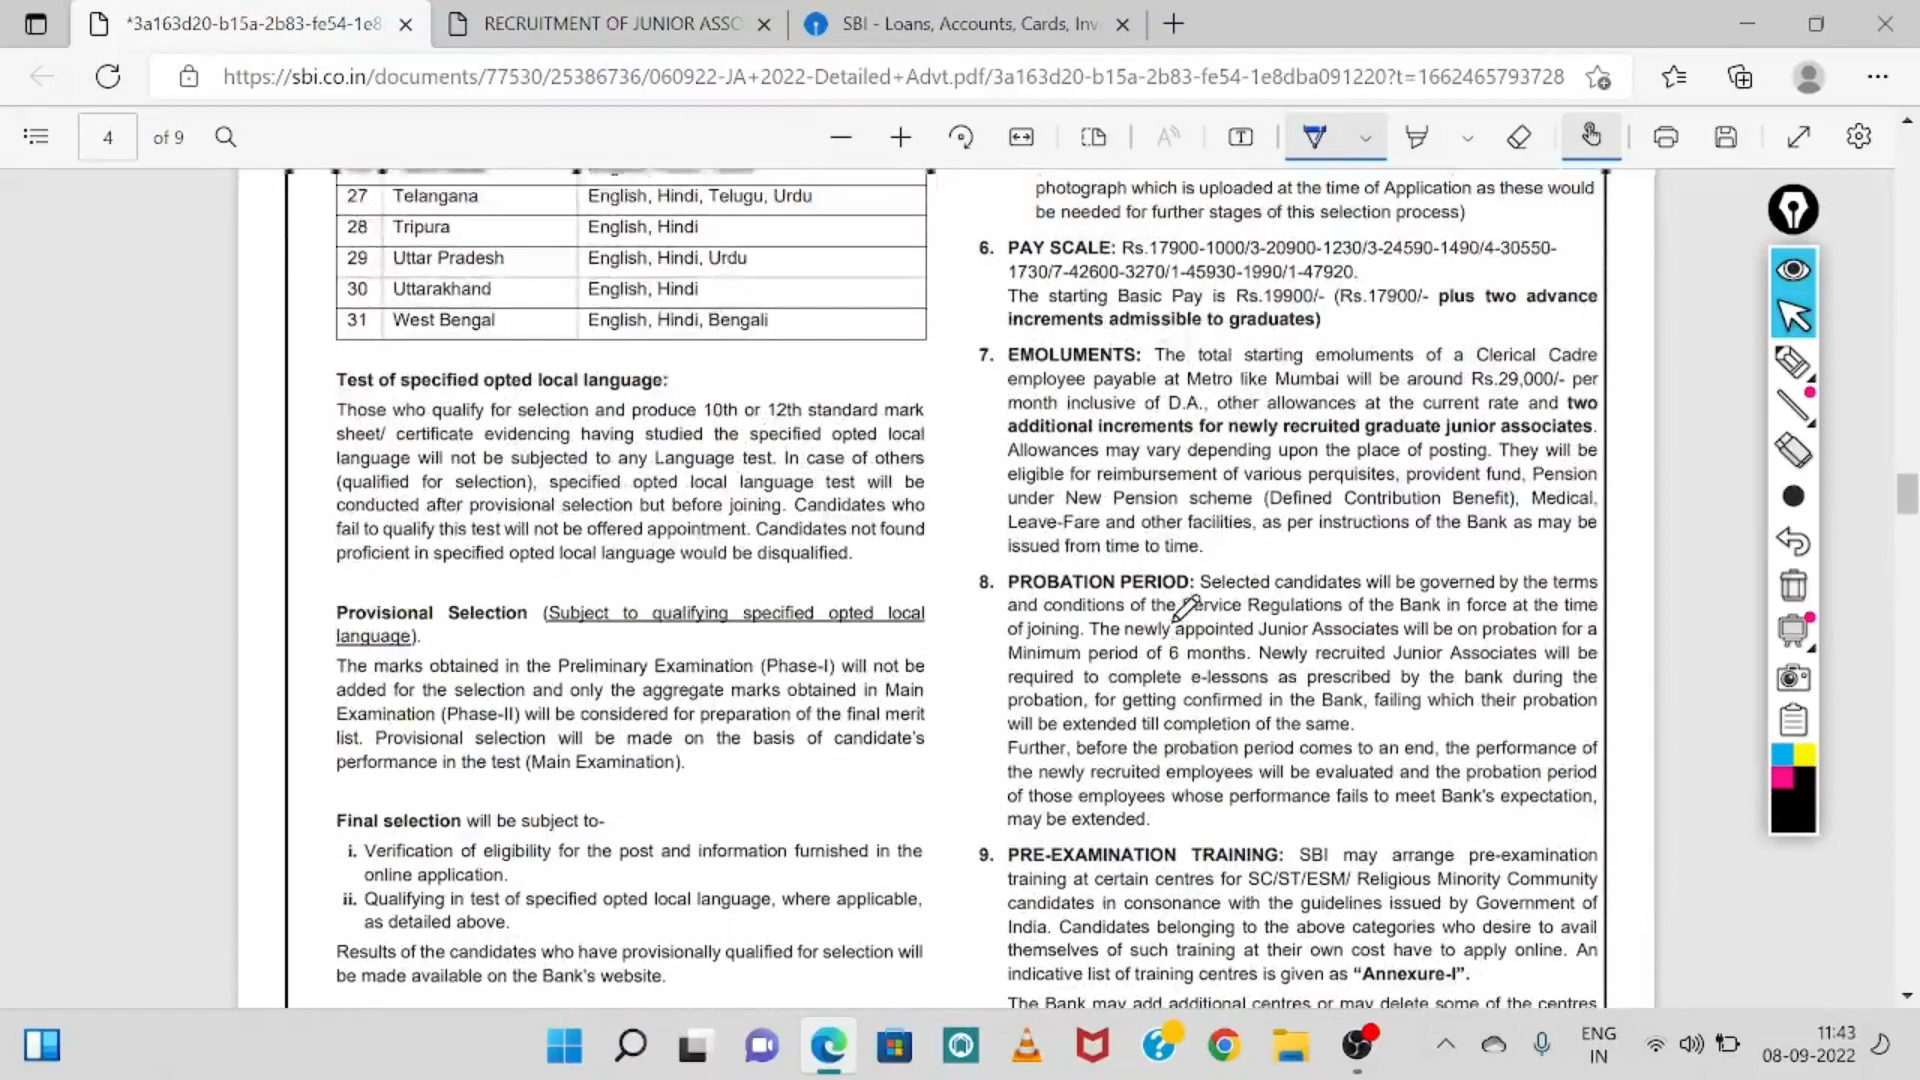 *3a163d20-b15a-2b83-fe54-1e8
RECRUITMENT OF JUNIOR ASSO
SBI - Loans, Accounts, Cards, Inv
https://sbi.co.in/documents/77530/25386736/060922-JA+2022-Detailed+Advt.pdf/3a163d20-b15a-2b83-fe54-1e8dba091220?t=1662465793728
4 of 9
27 Telangana English, Hindi, Telugu, Urdu
28 Tripura English, Hindi
29 Uttar Pradesh English, Hindi, Urdu
30 Uttarakhand English, Hindi
31 West Bengal English, Hindi, Bengali
Test of specified opted local language:
Those who qualify for selection and produce 10th or 12th standard mark
sheet/ certificate evidencing having studied the specified opted local
language will not be subjected to any Language test. In case of others
(qualified for selection), specified opted local language test will be
conducted after provisional selection but before joining. Candidates who
fail to qualify this test will not be offered appointment. Candidates not found
proficient in specified opted local language would be disqualified.
Provisional Selection (Subject to qualifying specified opted local
language).
The marks obtained in the Preliminary Examination (Phase-I) will not be
added for the selection and only the aggregate marks obtained in Main
Examination (Phase-II) will be considered for preparation of the final merit
list. Provisional selection will be made on the basis of candidate's
performance in the test (Main Examination).
Final selection will be subject to-
i. Verification of eligibility for the post and information furnished in the
online application.
ii. Qualifying in test of specified opted local language, where applicable,
as detailed above.
Results of the candidates who have provisionally qualified for selection will
be made available on the Bank's website.
photograph which is uploaded at the time of Application as these would
be needed for further stages of this selection process)
6. PAY SCALE: Rs.17900-1000/3-20900-1230/3-24590-1490/4-30550-
1730/7-42600-3270/1-45930-1990/1-47920.
The starting Basic Pay is Rs.19900/- (Rs.17900/- plus two advance
increments admissible to graduates)
7. EMOLUMENTS: The total starting emoluments of a Clerical Cadre
employee payable at Metro like Mumbai will be around Rs.29,000/- per
month inclusive of D.A., other allowances at the current rate and two
additional increments for newly recruited graduate junior associates.
Allowances may vary depending upon the place of posting. They will be
eligible for reimbursement of various perquisites, provident fund, Pension
under New Pension scheme (Defined Contribution Benefit), Medical,
Leave-Fare and other facilities, as per instructions of the Bank as may be
issued from time to time.
8. PROBATION PERIOD: Selected candidates will be governed by the terms
and conditions of the Service Regulations of the Bank in force at the time
of joining. The newly appointed Junior Associates will be on probation for a
Minimum period of 6 months. Newly recruited Junior Associates will be
required to complete e-lessons as prescribed by the bank during the
probation, for getting confirmed in the Bank, failing which their probation
will be extended till completion of the same.
Further, before the probation period comes to an end, the performance of
the newly recruited employees will be evaluated and the probation period
of those employees whose performance fails to meet Bank's expectation,
may be extended.
9. PRE-EXAMINATION TRAINING: SBI may arrange pre-examination
training at certain centres for SC/ST/ESM/ Religious Minority Community
candidates in consonance with the guidelines issued by Government of
India. Candidates belonging to the above categories who desire to avail
themselves of such training at their own cost have to apply online. An
indicative list of training centres is given as "Annexure-I".
The Bank may add additional centres or may delete some of the centres
ENG
IN
11:43
08-09-2022